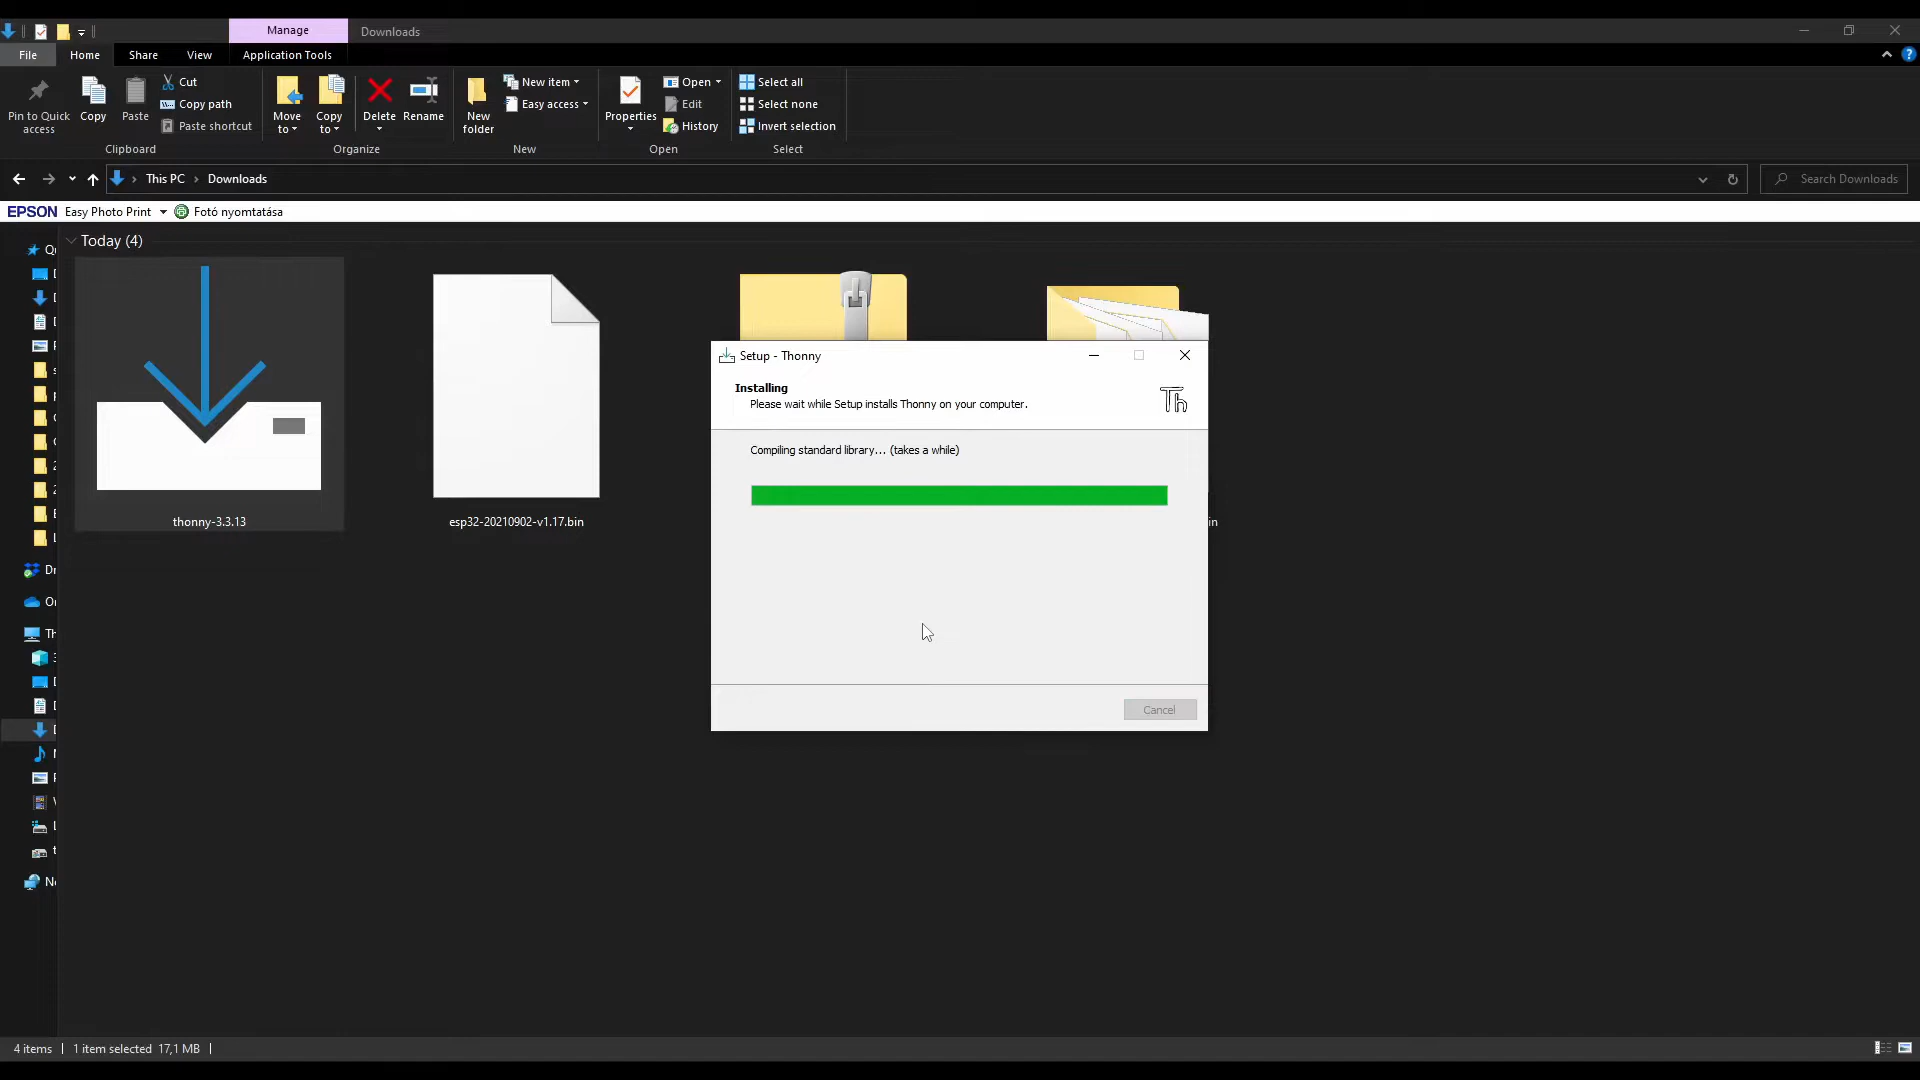 Manage
Downloads
File
Home
Share
View
Application Tools
Pin to Quick
access
Copy
Paste
Cut
Copy path
Paste shortcut
Clipboard
Move
to
Copy
to
Delete
Rename
Organize
New
folder
New item
Easy access
New
Properties
Open
Edit
History
Open
Select all
Select none
Invert selection
Select
This PC
Downloads
Search Downloads
EPSON Easy Photo Print
Fotó nyomtatása
Today (4)
thonny-3.3.13
esp32-20210902-v1.17.bin
Setup - Thonny
Installing
Please wait while Setup installs Thonny on your computer.
Th
Compiling standard library... (takes a while)
Cancel
4 items
1 item selected 17,1 MB